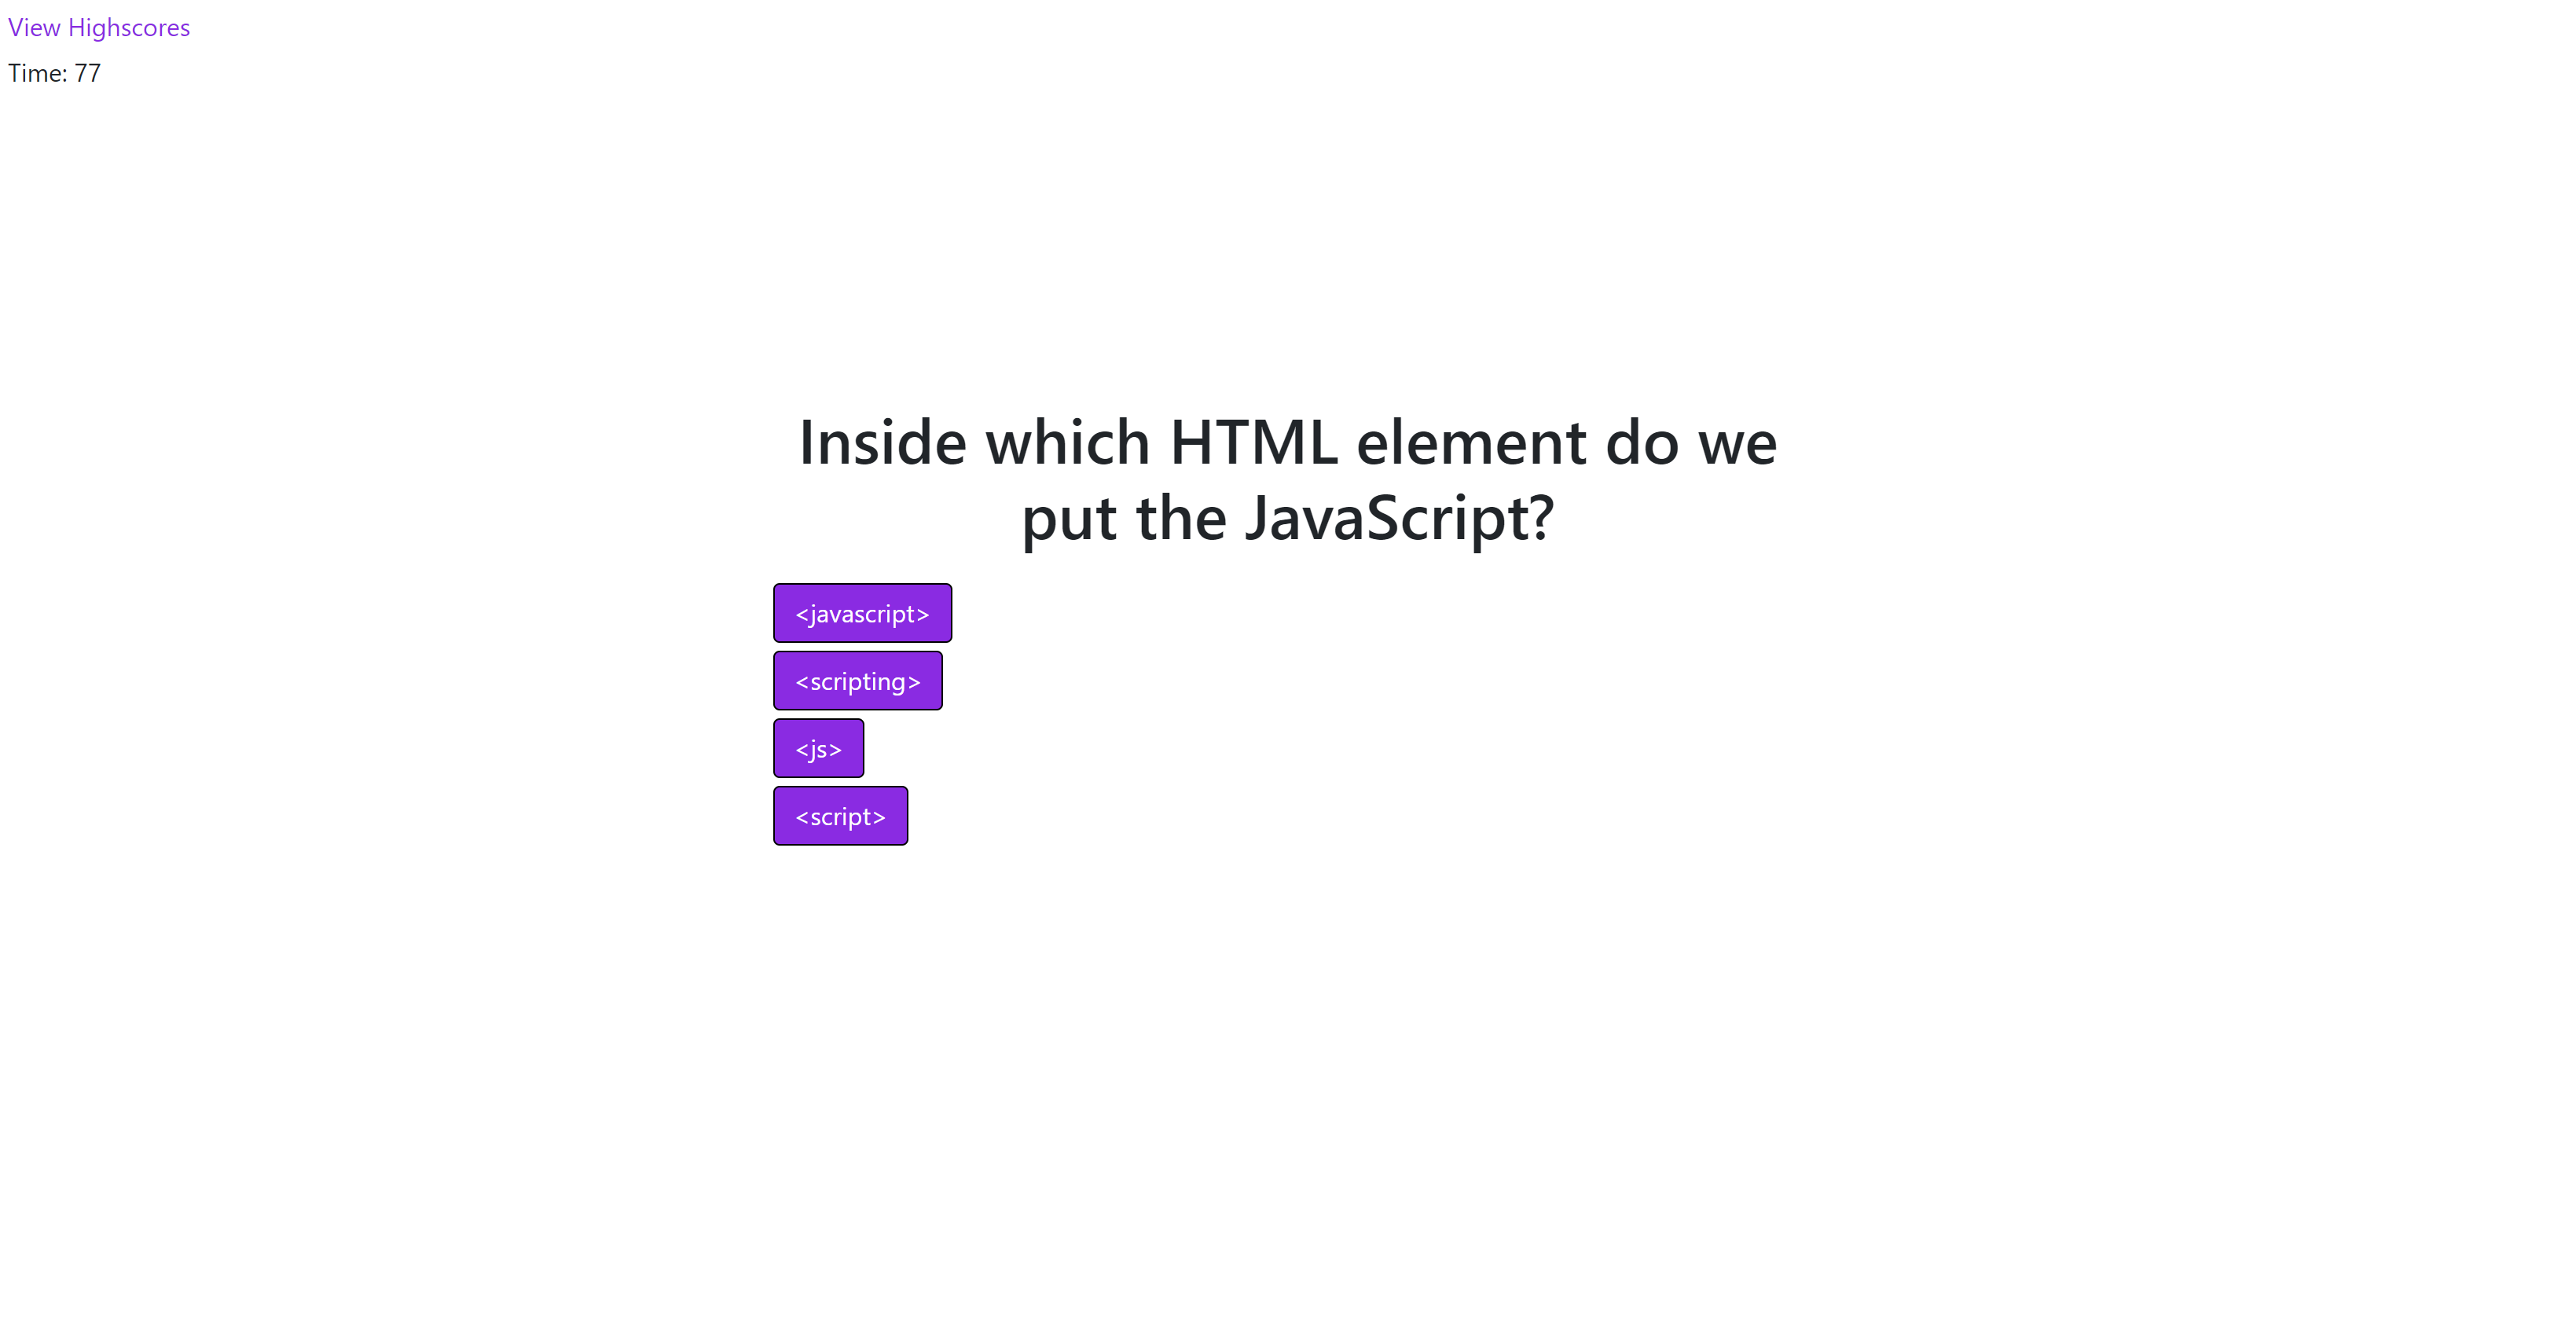 View Highscores
Time: 77
Inside which HTML element do we
put the JavaScript?
<javascript>
<scripting>
<js>
<script>